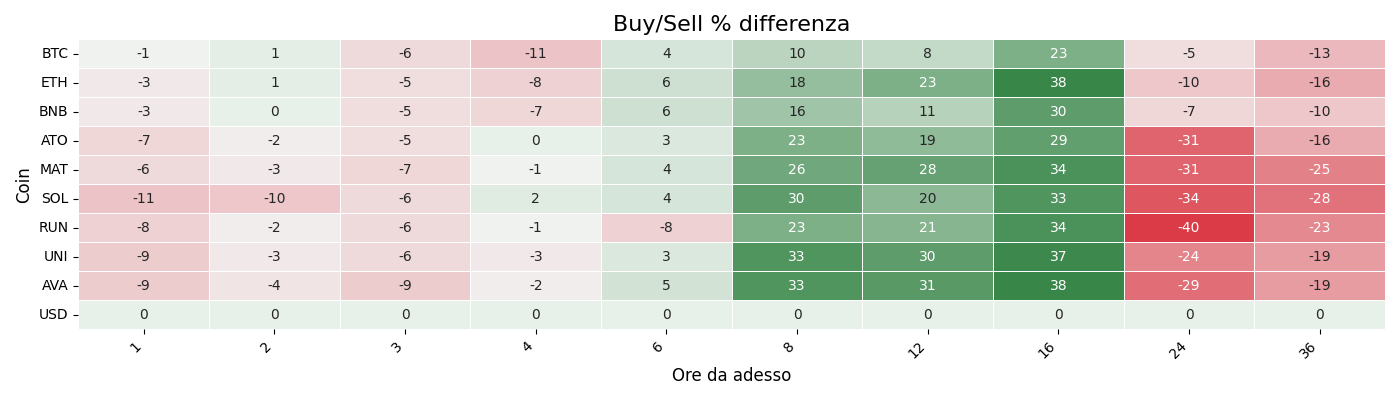 Buy/Sell % differenza
Coin
BTC -1 1 -6 -11 4 10 8 23 -5 -13
ETH -3 1 -5 -8 6 18 23 38 -10 -16
BNB -3 0 -5 -7 6 16 11 30 -7 -10
ATO -7 -2 -5 0 3 23 19 29 -31 -16
MAT -6 -3 -7 -1 4 26 28 34 -31 -25
SOL -11 -10 -6 2 4 30 20 33 -34 -28
RUN -8 -2 -6 -1 -8 23 21 34 -40 -23
UNI -9 -3 -6 -3 3 33 30 37 -24 -19
AVA -9 -4 -9 -2 5 33 31 38 -29 -19
USD 0 0 0 0 0 0 0 0 0 0
1 2 3 4 6 8 12 16 24 36
Ore da adesso